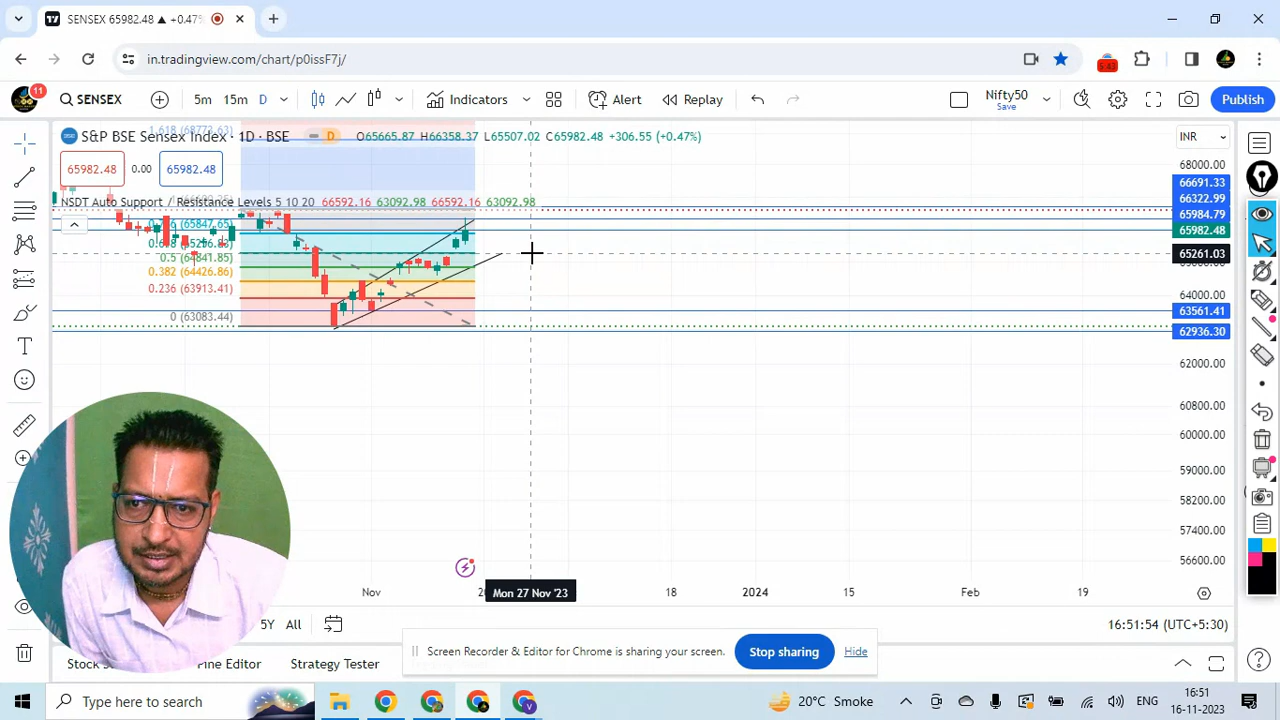 SENSEX 65982.48 ▲ +0.47%
in.tradingview.com/chart/p0issF7j/
5:43
11
SENSEX
5m 15m D
Indicators
Alert
Replay
Nifty50
Save
Publish
S&P BSE Sensex Index · 1D · BSE
D
O65665.87 H66358.37 L65507.02 C65982.48 +306.55 (+0.47%)
INR
65982.48 0.00 65982.48
NSDT Auto Support / Resistance Levels 5 10 20 66592.16 63092.98 66592.16 63092.98
0.5 (64841.85)
0.382 (64426.86)
0.236 (63913.41)
0 (63083.44)
68000.00
66691.33
66322.99
65984.79
65982.48
65261.03
64000.00
63561.41
62936.30
62000.00
60800.00
60000.00
59000.00
58200.00
57400.00
56600.00
Nov
Mon 27 Nov '23
18
2024
15
Feb
19
5Y All
16:51:54 (UTC+5:30)
Screen Recorder & Editor for Chrome is sharing your screen.
Stop sharing
Hide
Pine Editor
Strategy Tester
Type here to search
20°C Smoke
ENG
16:51
16-11-2023